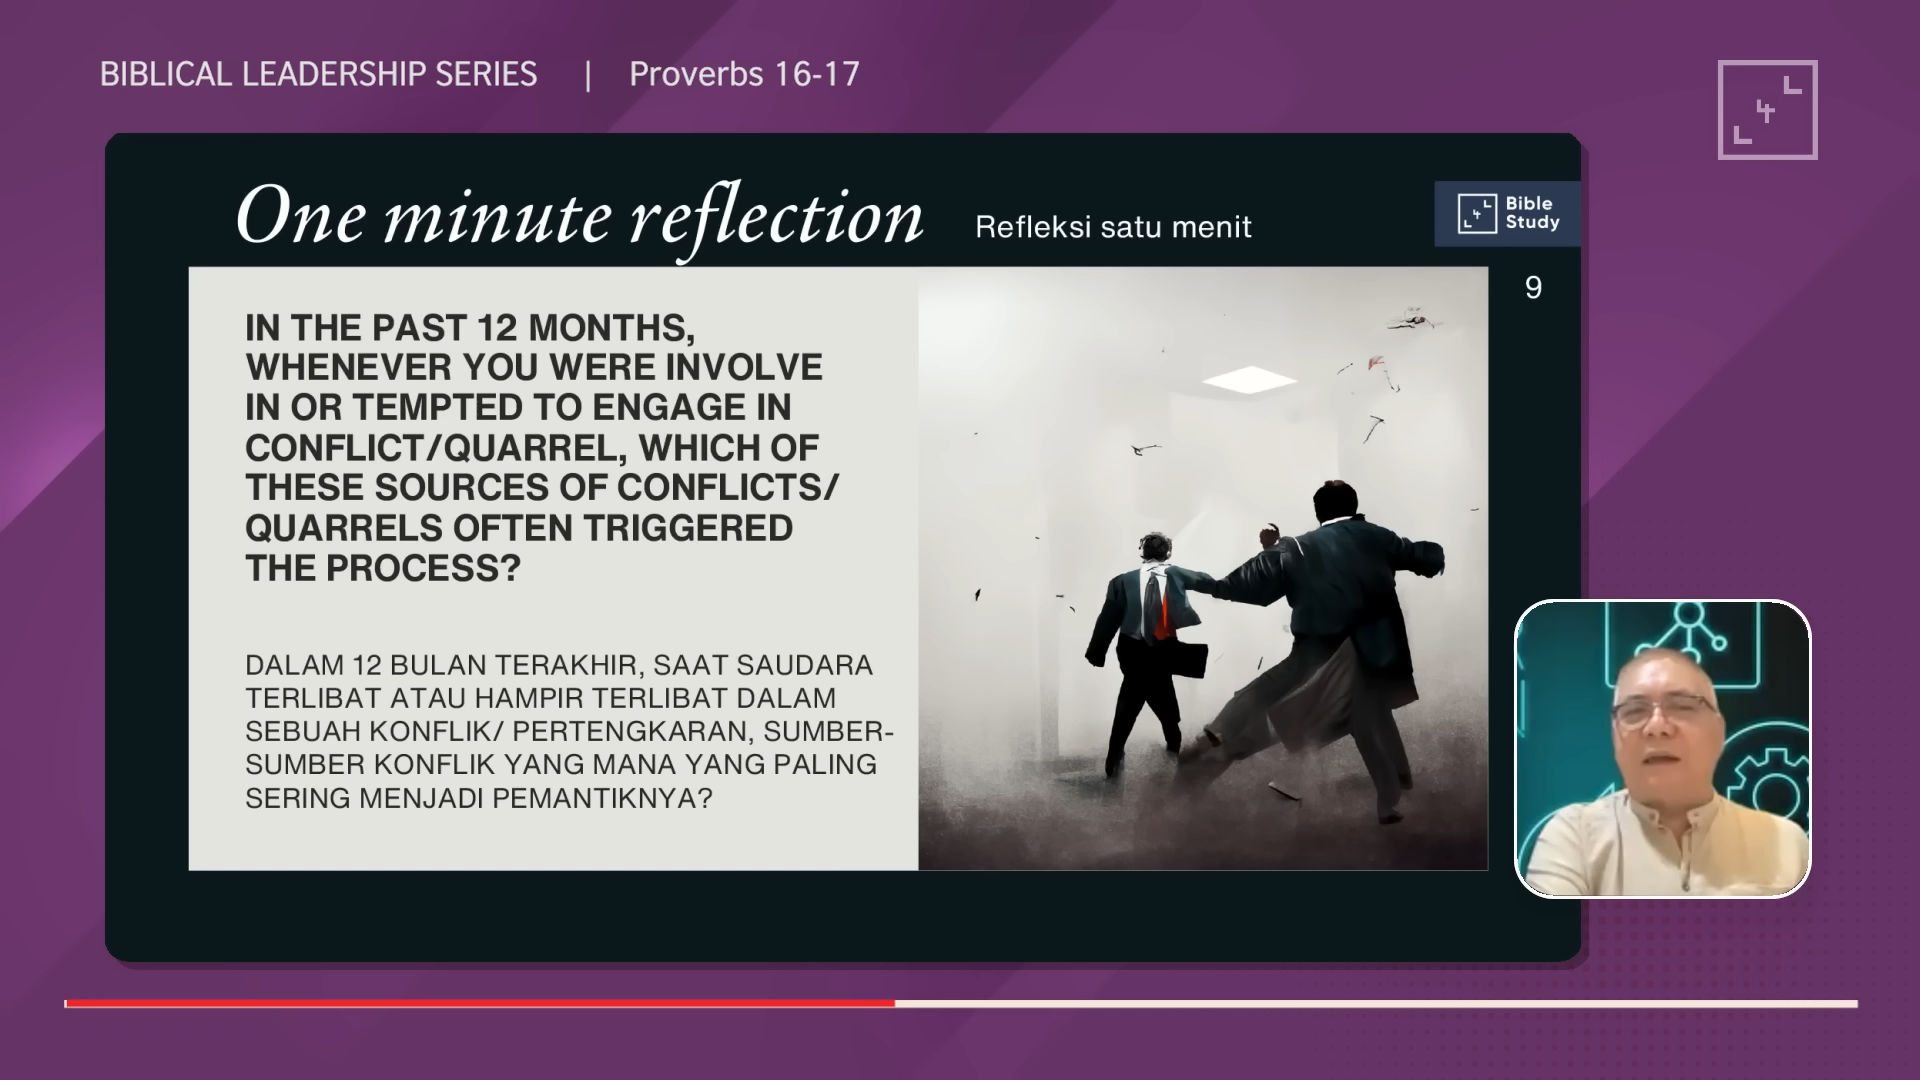 BIBLICAL LEADERSHIP SERIES | Proverbs 16-17
One minute reflection Refleksi satu menit
Bible
Study
9
IN THE PAST 12 MONTHS,
WHENEVER YOU WERE INVOLVE
IN OR TEMPTED TO ENGAGE IN
CONFLICT/QUARREL, WHICH OF
THESE SOURCES OF CONFLICTS/
QUARRELS OFTEN TRIGGERED
THE PROCESS?
DALAM 12 BULAN TERAKHIR, SAAT SAUDARA
TERLIBAT ATAU HAMPIR TERLIBAT DALAM
SEBUAH KONFLIK/ PERTENGKARAN, SUMBER-
SUMBER KONFLIK YANG MANA YANG PALING
SERING MENJADI PEMANTIKNYA?